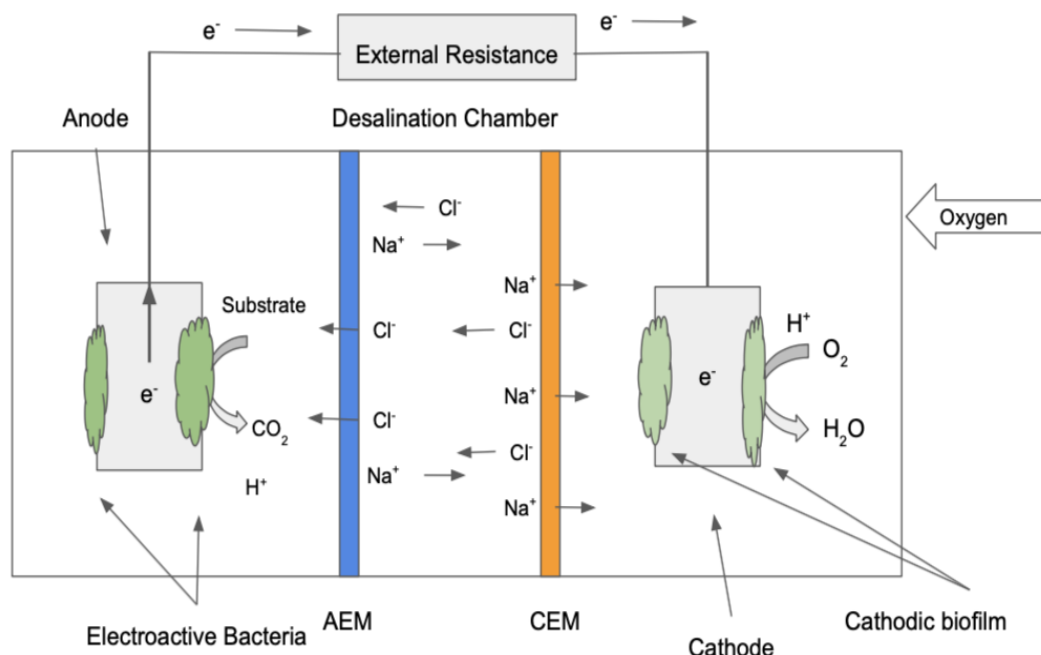 e⁻
e⁻
External Resistance
Anode
Desalination Chamber
Cl⁻
Oxygen
Na⁺
Na⁺
Substrate
H⁺
Cl⁻
Cl⁻
O₂
e⁻
e⁻
Na⁺
Cl⁻
CO₂
H₂O
Cl⁻
Na⁺
H⁺
Na⁺
AEM
CEM
Cathodic biofilm
Electroactive Bacteria
Cathode